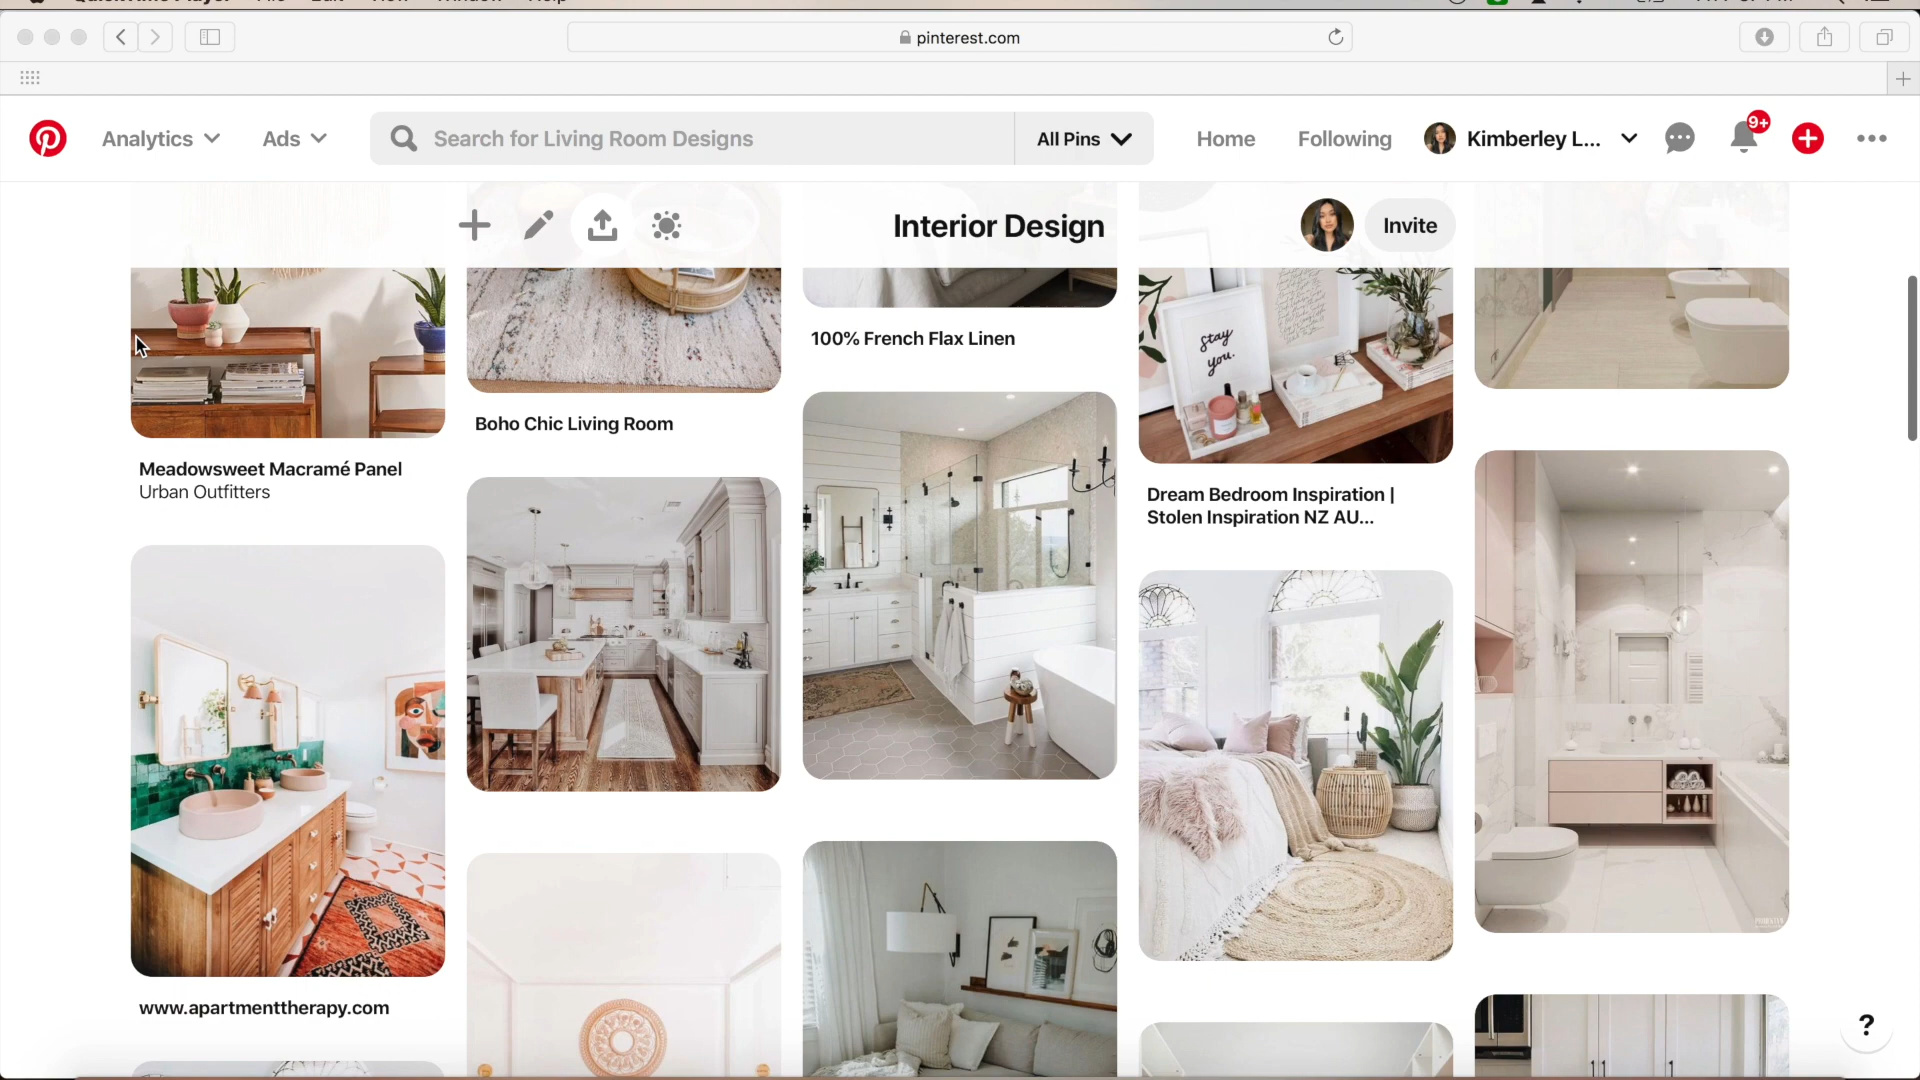 pinterest.com
Analytics
Ads
Search for Living Room Designs
All Pins
Home
Following
Kimberley L...
9+
Interior Design
Invite
stay
you.
100% French Flax Linen
Boho Chic Living Room
Meadowsweet Macramé Panel
Urban Outfitters
Dream Bedroom Inspiration |
Stolen Inspiration NZ AU...
www.apartmenttherapy.com
?